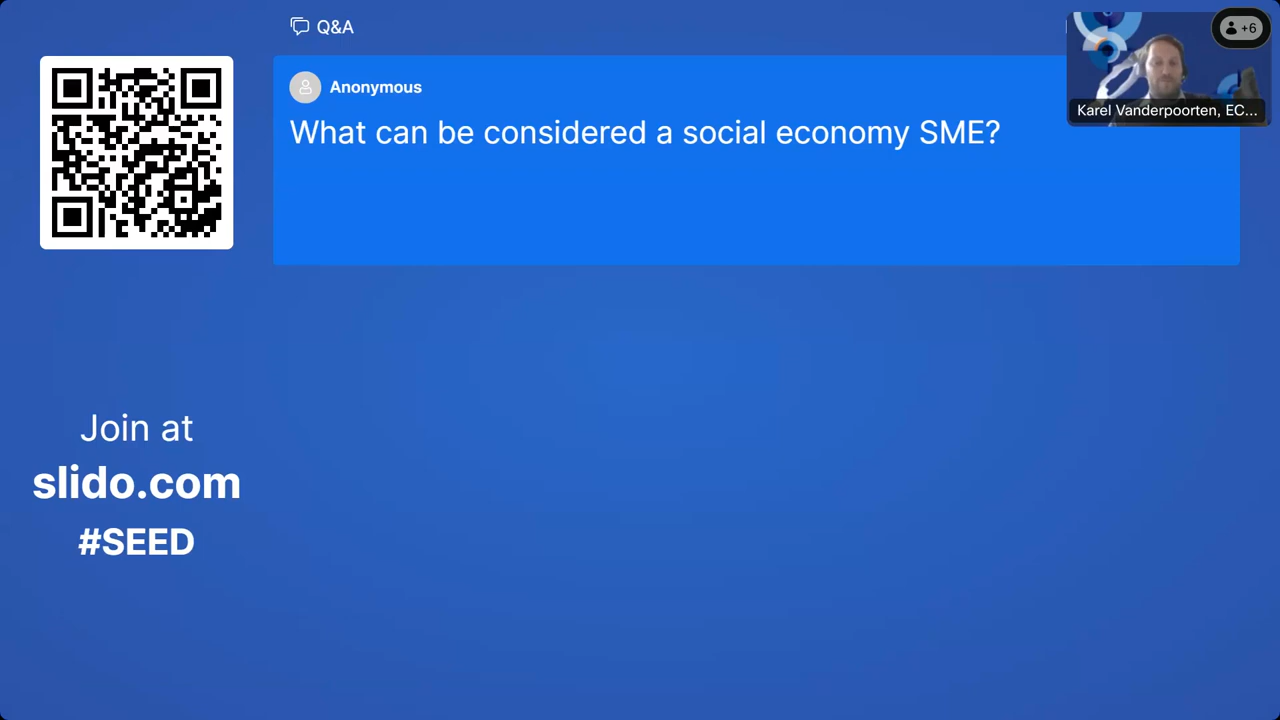 Q&A
Anonymous
What can be considered a social economy SME?
+6
Karel Vanderpoorten, EC...
Join at
slido.com
#SEED